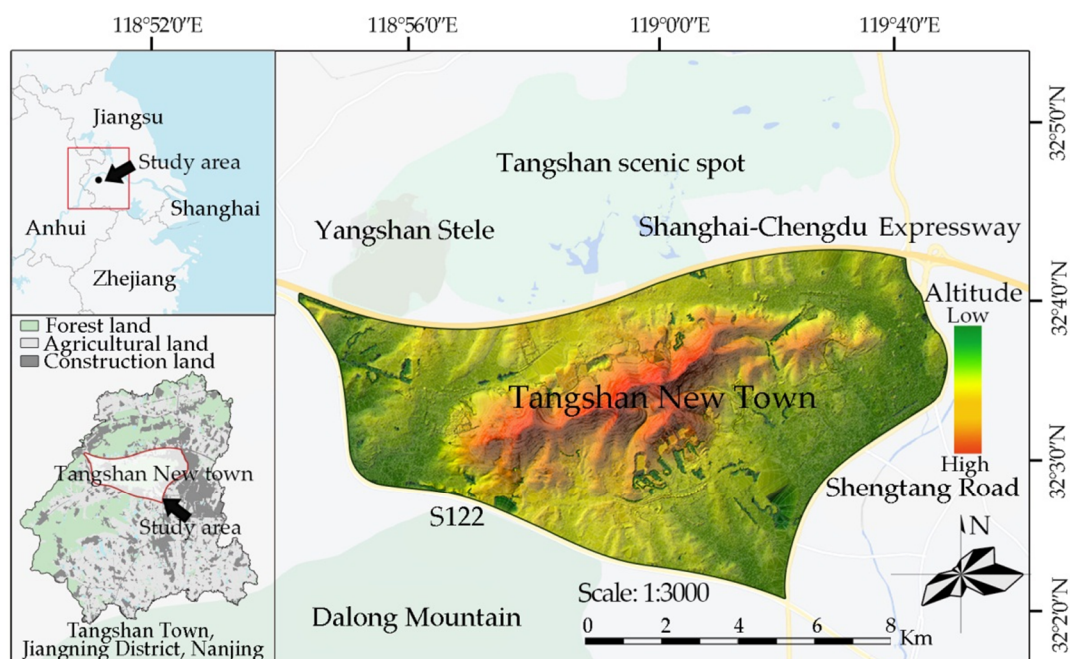 118°52′0″E
118°56′0″E
119°0′0″E
119°4′0″E
Jiangsu
Study area
Shanghai
Anhui
Zhejiang
Forest land
Agricultural land
Construction land
Tangshan New town
Study area
Tangshan Town,
Jiangning District, Nanjing
Tangshan scenic spot
Yangshan Stele
Shanghai-Chengdu Expressway
Altitude
Low
High
Tangshan New Town
Shengtang Road
S122
Dalong Mountain
N
Scale: 1:3000
0 2 4 6 8 Km
32°5′0″N
32°4′0″N
32°3′0″N
32°2′0″N